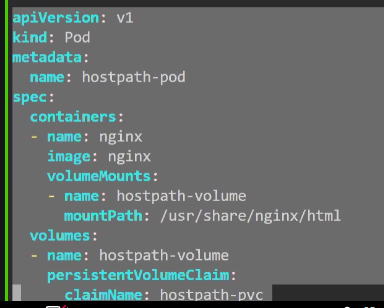 apiVersion: v1
kind: Pod
metadata:
  name: hostpath-pod
spec:
  containers:
  - name: nginx
    image: nginx
    volumeMounts:
    - name: hostpath-volume
      mountPath: /usr/share/nginx/html
  volumes:
  - name: hostpath-volume
    persistentVolumeClaim:
      claimName: hostpath-pvc